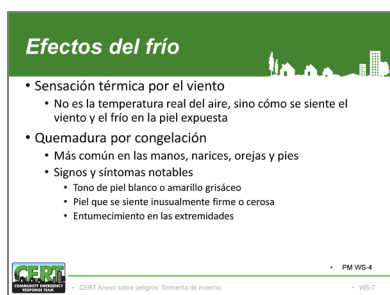 Efectos del frío
• Sensación térmica por el viento
• No es la temperatura real del aire, sino cómo se siente el
viento y el frío en la piel expuesta
• Quemadura por congelación
• Más común en las manos, narices, orejas y pies
• Signos y síntomas notables
• Tono de piel blanco o amarillo grisáceo
• Piel que se siente inusualmente firme o cerosa
• Entumecimiento en las extremidades
• PM WS-4
CERT
COMMUNITY EMERGENCY
RESPONSE TEAM
• CERT Anexo sobre peligros: Tormenta de invierno
• WS-7